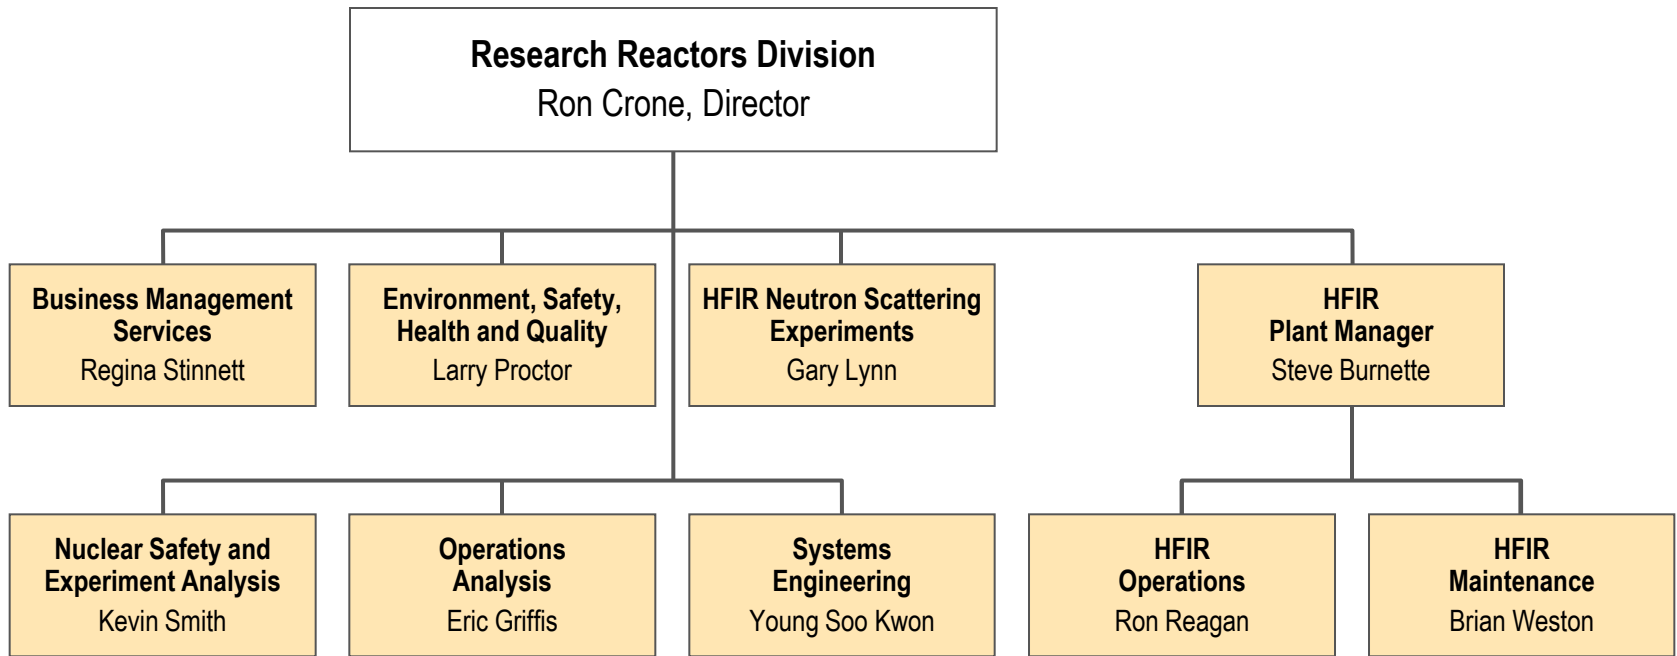 Research Reactors Division
Ron Crone, Director
Business Management
Services
Regina Stinnett
Environment, Safety,
Health and Quality
Larry Proctor
HFIR Neutron Scattering
Experiments
Gary Lynn
HFIR
Plant Manager
Steve Burnette
Nuclear Safety and
Experiment Analysis
Kevin Smith
Operations
Analysis
Eric Griffis
Systems
Engineering
Young Soo Kwon
HFIR
Operations
Ron Reagan
HFIR
Maintenance
Brian Weston